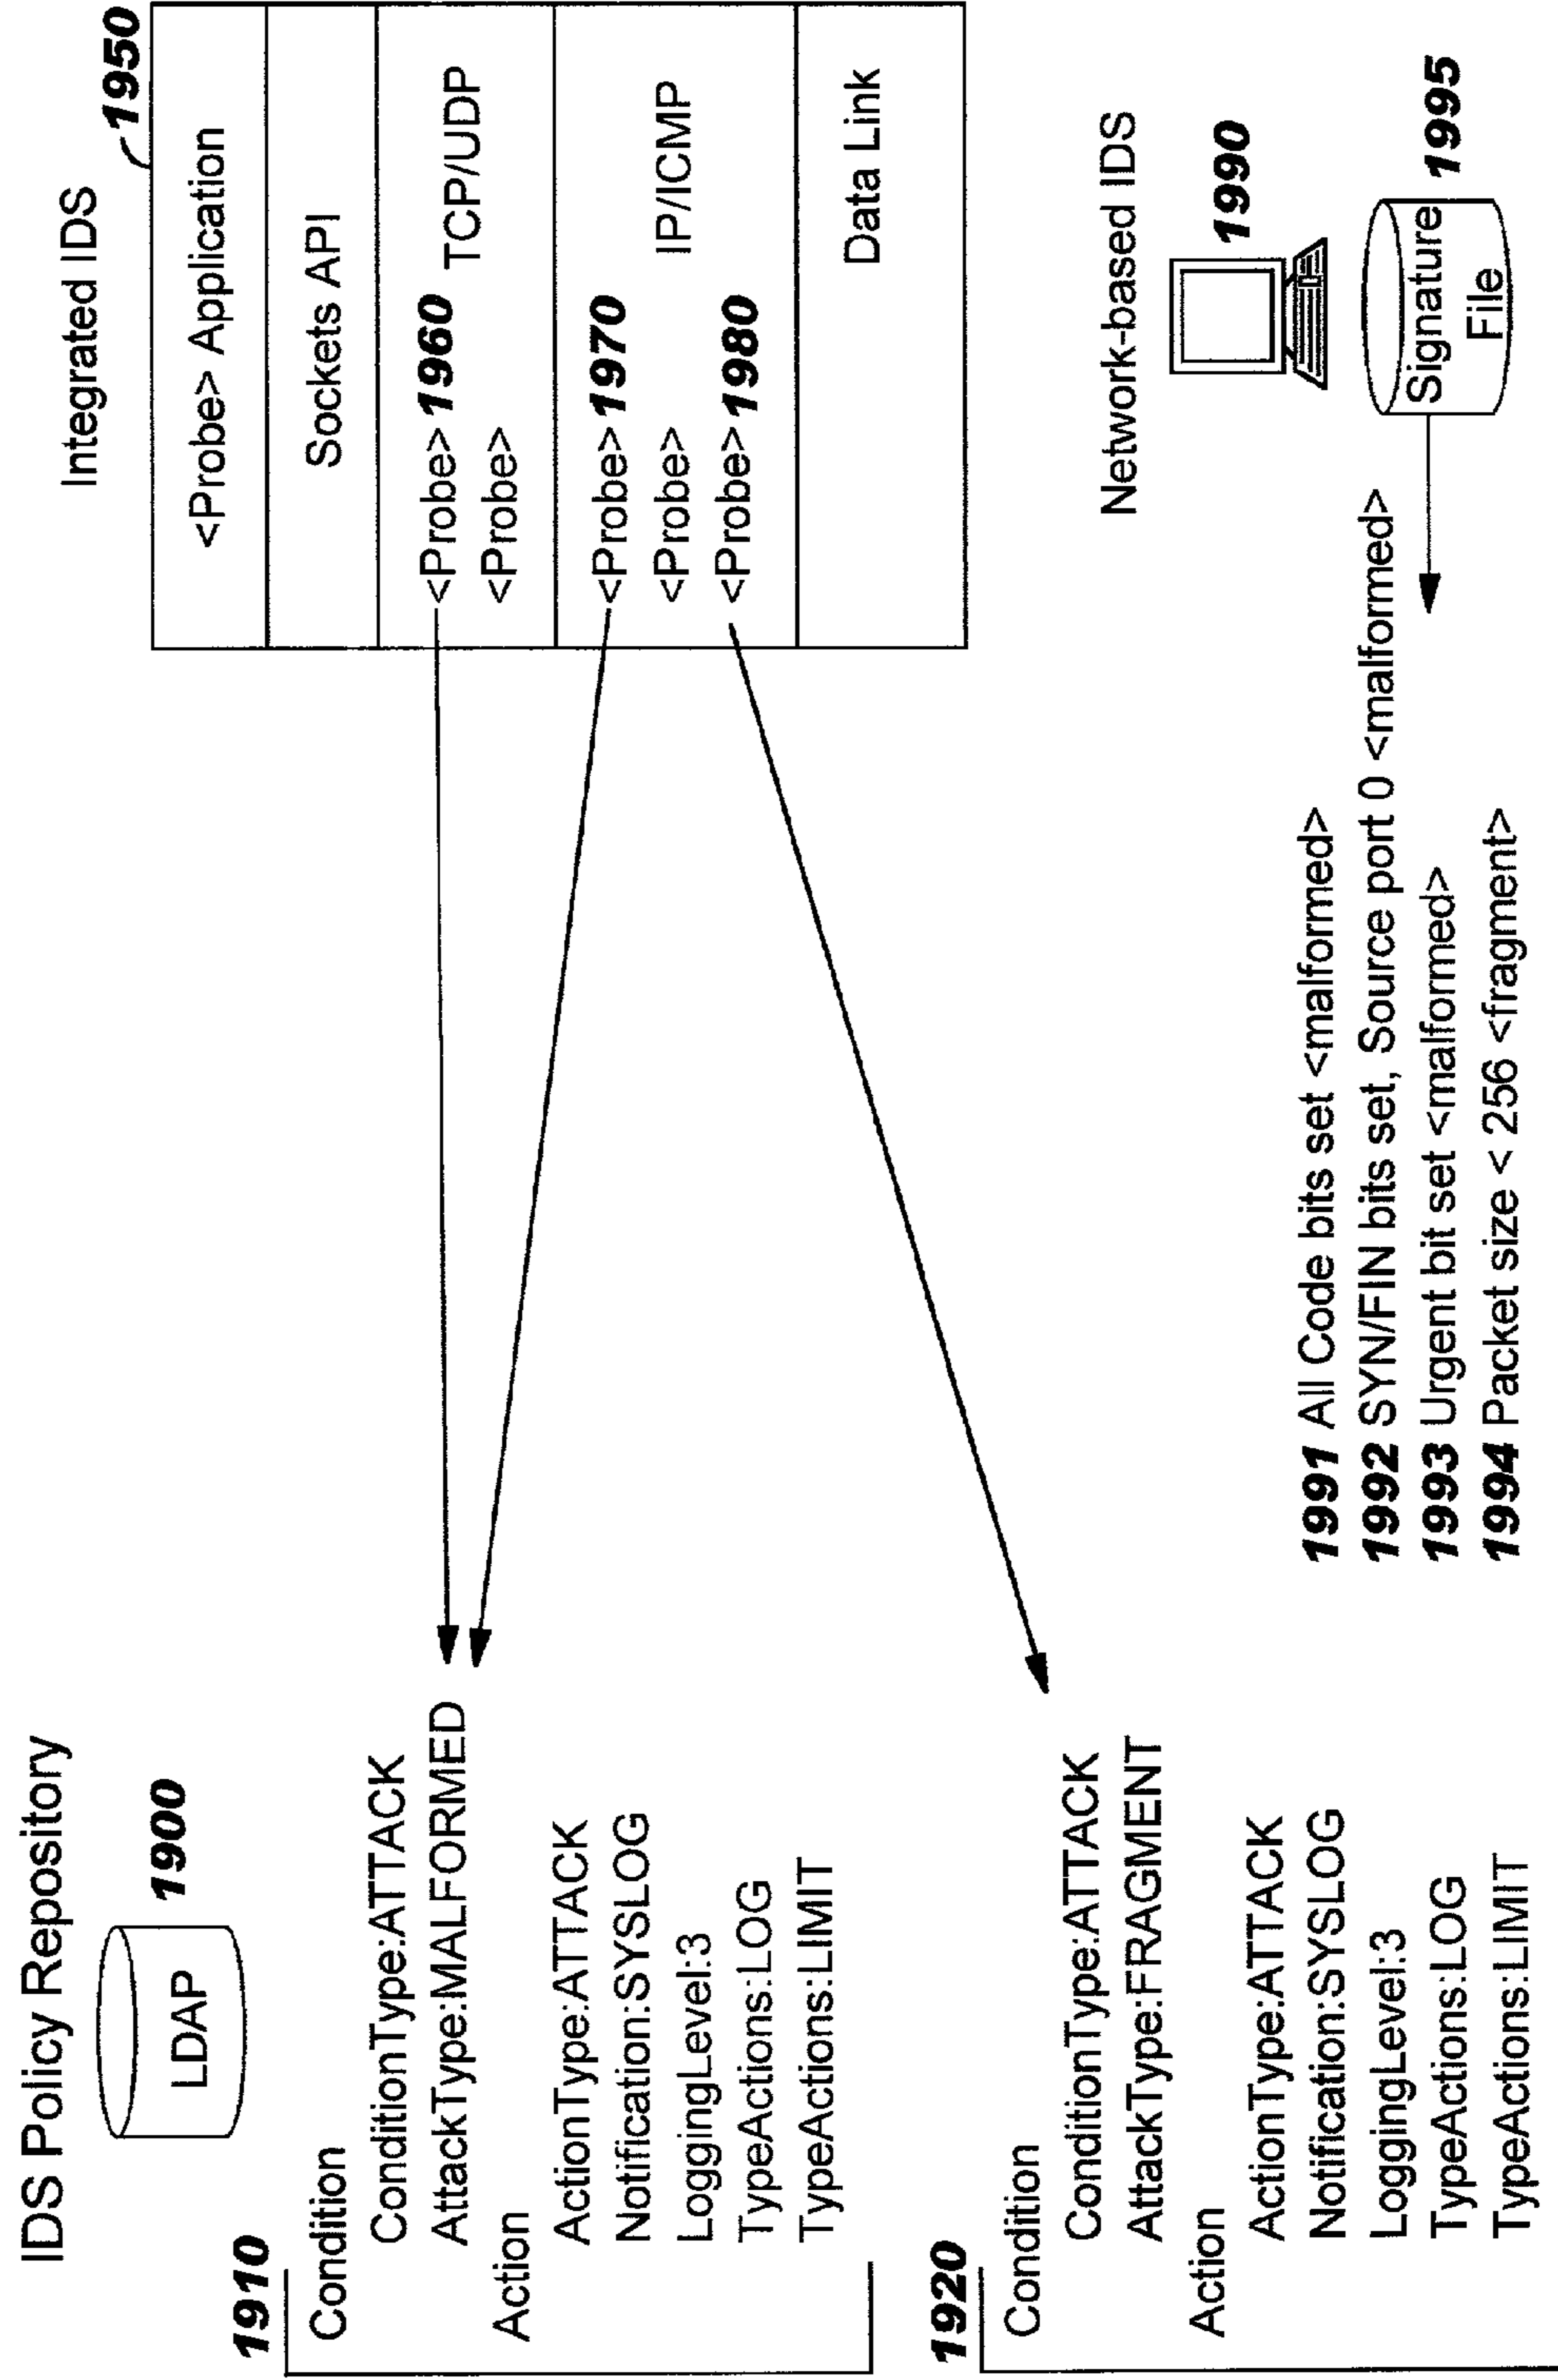 IDS Policy Repository
LDAP
1900
1910
Condition
ConditionType:ATTACK
AttackType:MALFORMED
Action
ActionType:ATTACK
Notification:SYSLOG
LoggingLevel:3
TypeActions:LOG
TypeActions:LIMIT
1920
Condition
ConditionType:ATTACK
AttackType:FRAGMENT
Action
ActionType:ATTACK
Notification:SYSLOG
LoggingLevel:3
TypeActions:LOG
TypeActions:LIMIT
Integrated IDS
1950
<Probe> Application
Sockets API
<Probe> 1960 TCP/UDP
<Probe>
<Probe> 1970
<Probe> IP/ICMP
<Probe> 1980
Data Link
Network-based IDS
1990
Signature
File
1995
1991 All Code bits set <malformed>
1992 SYN/FIN bits set, Source port 0 <malformed>
1993 Urgent bit set <malformed>
1994 Packet size < 256 <fragment>